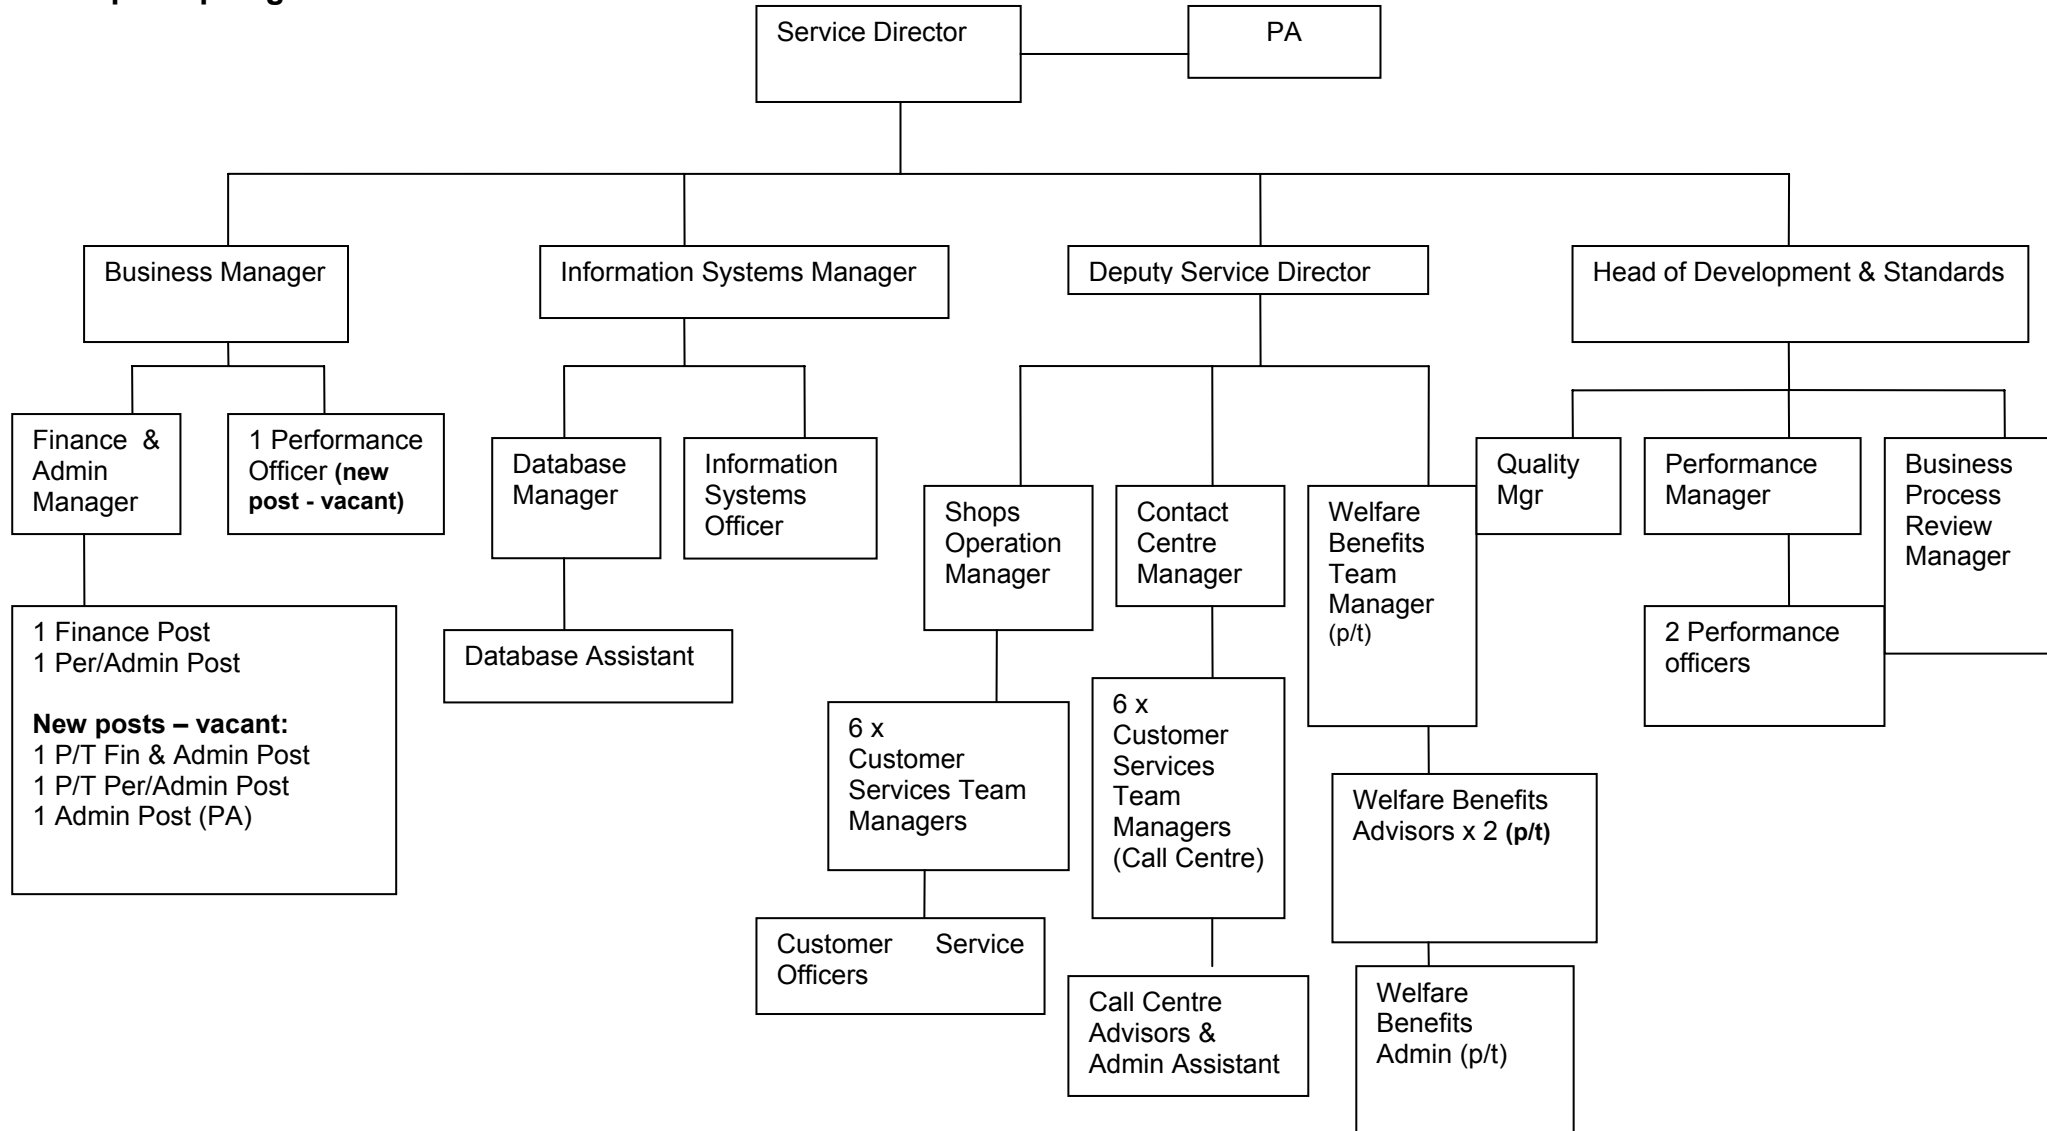 Service Director
PA
Business Manager
Information Systems Manager
Deputy Service Director
Head of Development & Standards
Finance &
Admin
Manager
1 Performance
Officer (new
post - vacant)
Database
Manager
Information
Systems
Officer
Shops
Operation
Manager
Contact
Centre
Manager
Welfare
Benefits
Team
Manager
(p/t)
Quality
Mgr
Performance
Manager
Business
Process
Review
Manager
1 Finance Post
1 Per/Admin Post
New posts – vacant:
1 P/T Fin & Admin Post
1 P/T Per/Admin Post
1 Admin Post (PA)
Database Assistant
2 Performance
officers
6 x
Customer
Services Team
Managers
6 x
Customer
Services
Team
Managers
(Call Centre)
Welfare Benefits
Advisors x 2 (p/t)
Customer Service
Officers
Call Centre
Advisors &
Admin Assistant
Welfare
Benefits
Admin (p/t)